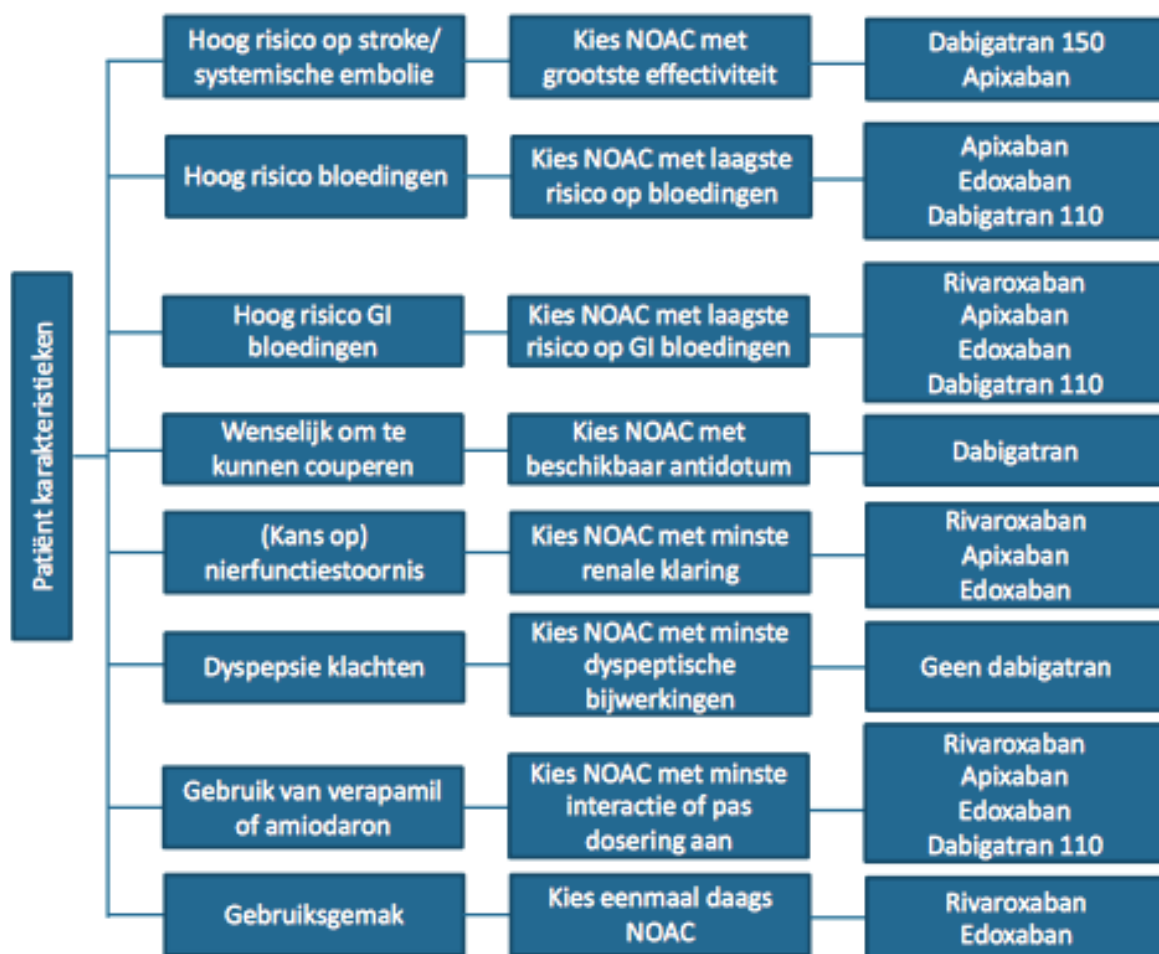 Patiënt karakteristieken
Hoog risico op stroke/
systemische embolie
Kies NOAC met
grootste effectiviteit
Dabigatran 150
Apixaban
Hoog risico bloedingen
Kies NOAC met laagste
risico op bloedingen
Apixaban
Edoxaban
Dabigatran 110
Hoog risico GI
bloedingen
Kies NOAC met laagste
risico op GI bloedingen
Rivaroxaban
Apixaban
Edoxaban
Dabigatran 110
Wenselijk om te
kunnen couperen
Kies NOAC met
beschikbaar antidotum
Dabigatran
(Kans op)
nierfunctiestoornis
Kies NOAC met minste
renale klaring
Rivaroxaban
Apixaban
Edoxaban
Dyspepsie klachten
Kies NOAC met minste
dyspeptische
bijwerkingen
Geen dabigatran
Gebruik van verapamil
of amiodaron
Kies NOAC met minste
interactie of pas
dosering aan
Rivaroxaban
Apixaban
Edoxaban
Dabigatran 110
Gebruiksgemak
Kies eenmaal daags
NOAC
Rivaroxaban
Edoxaban